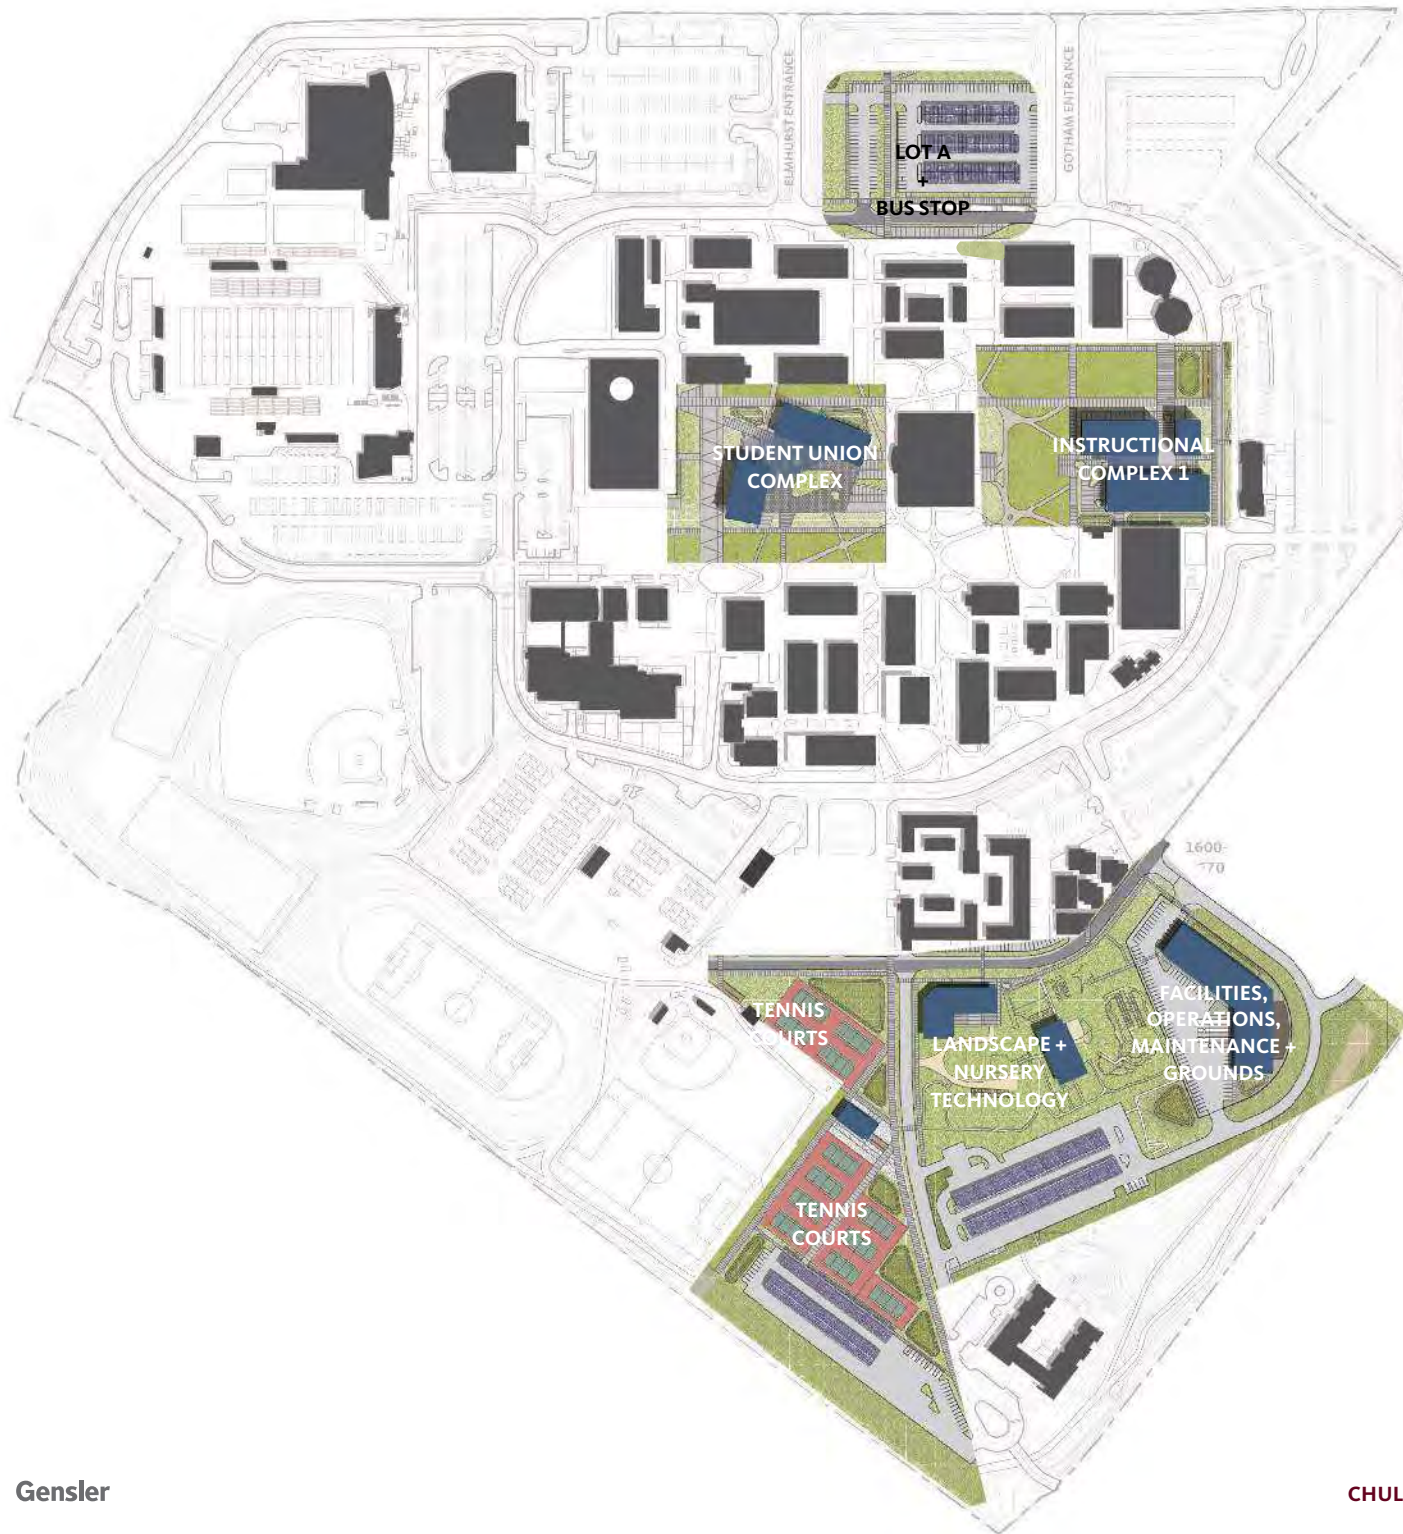 ELMHURST ENTRANCE
GOTHAM ENTRANCE
LOT A
+
BUS STOP
STUDENT UNION
COMPLEX
INSTRUCTIONAL
COMPLEX 1
1600-
TENNIS
COURTS
LANDSCAPE +
NURSERY
TECHNOLOGY
FACILITIES,
OPERATIONS,
MAINTENANCE +
GROUNDS
TENNIS
COURTS
Gensler
CHUL